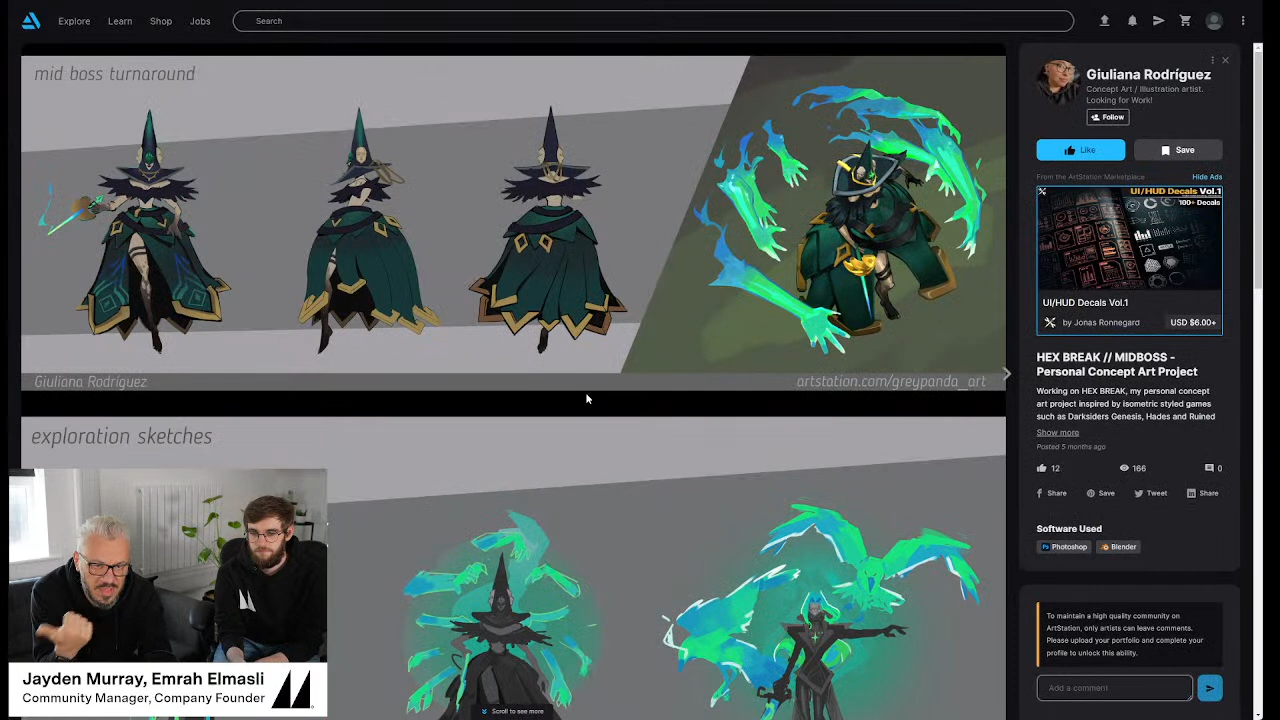 Explore
Learn
Shop
Jobs
Search
mid boss turnaround
Giuliana Rodríguez
artstation.com/greypanda_art
exploration sketches
Scroll to see more
Jayden Murray, Emrah Elmasli
Community Manager, Company Founder
Giuliana Rodríguez
Concept Art / Illustration artist.
Looking for Work!
Follow
Like
Save
From the ArtStation Marketplace
Hide Ads
UI/HUD Decals Vol.1
100+ Decals
UI/HUD Decals Vol.1
by Jonas Ronnegard
USD $6.00+
HEX BREAK // MIDBOSS -
Personal Concept Art Project
Working on HEX BREAK, my personal concept
art project inspired by isometric styled games
such as Darksiders Genesis, Hades and Ruined
Show more
Posted 5 months ago
12
166
0
Share
Save
Tweet
Share
Software Used
Ps Photoshop
Blender
To maintain a high quality community on
ArtStation, only artists can leave comments.
Please upload your portfolio and complete your
profile to unlock this ability.
Add a comment